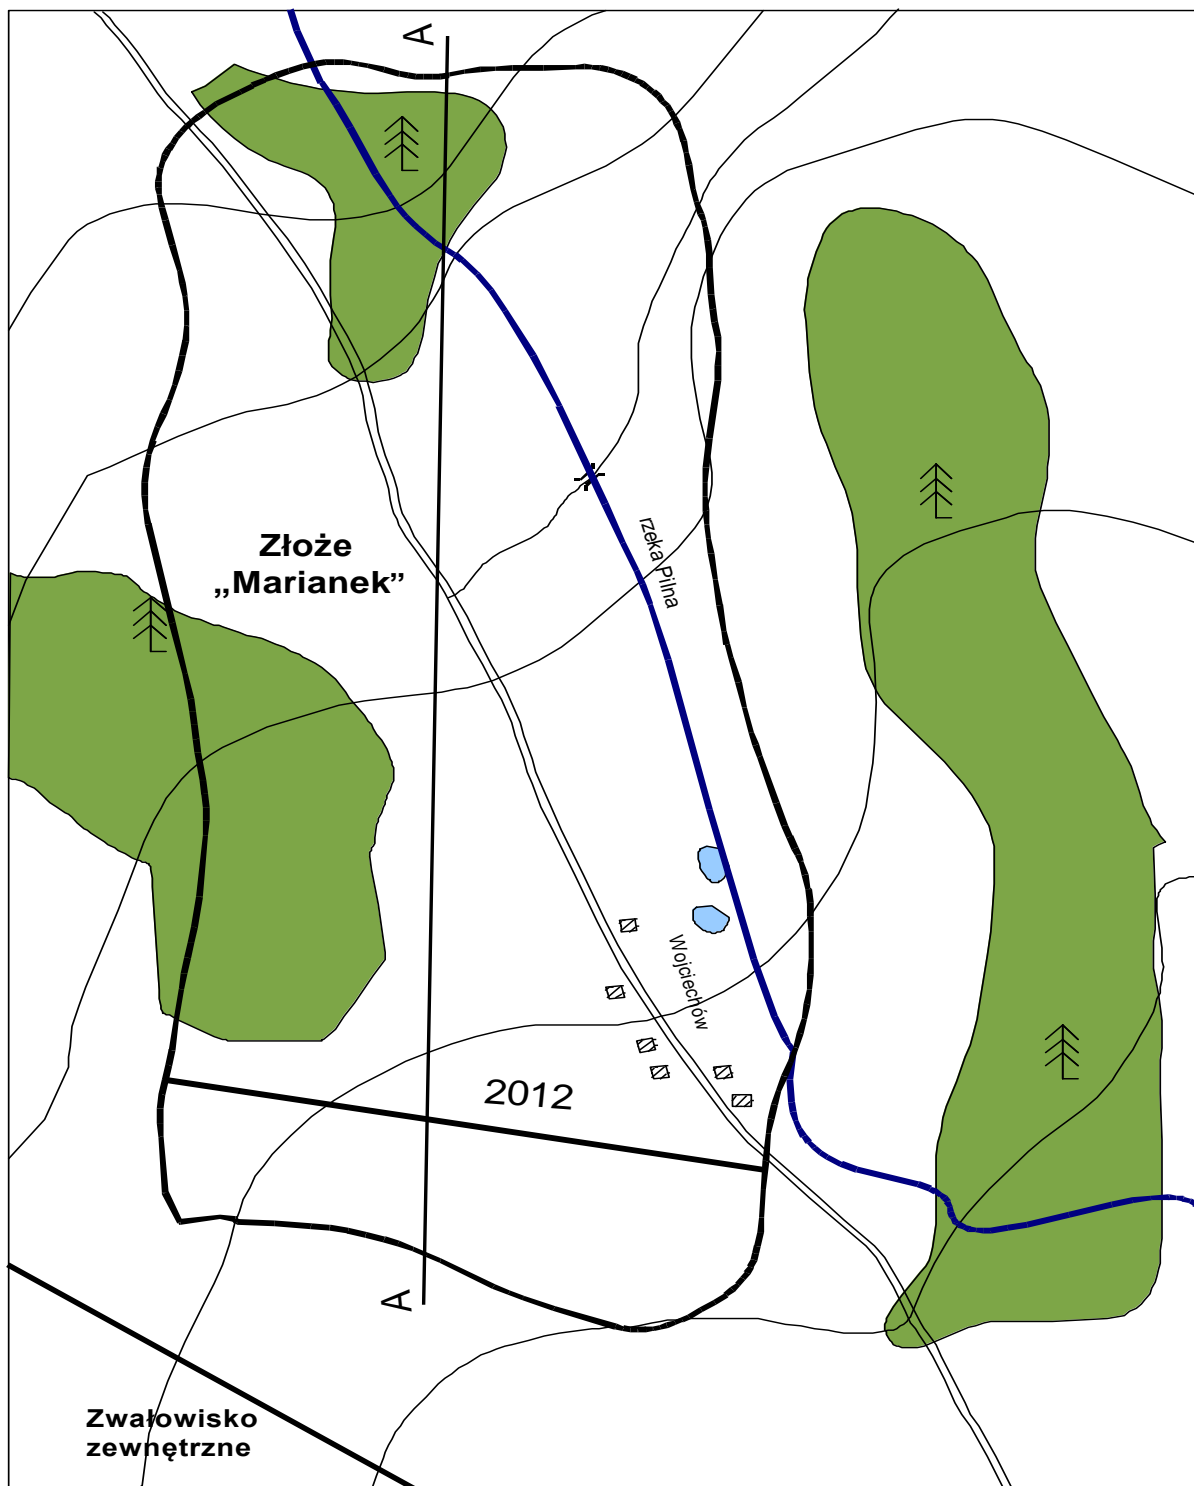 A
Złoże
„Marianek”
rzeka Pilna
Wojciechów
2012
A
Zwałowisko
zewnętrzne